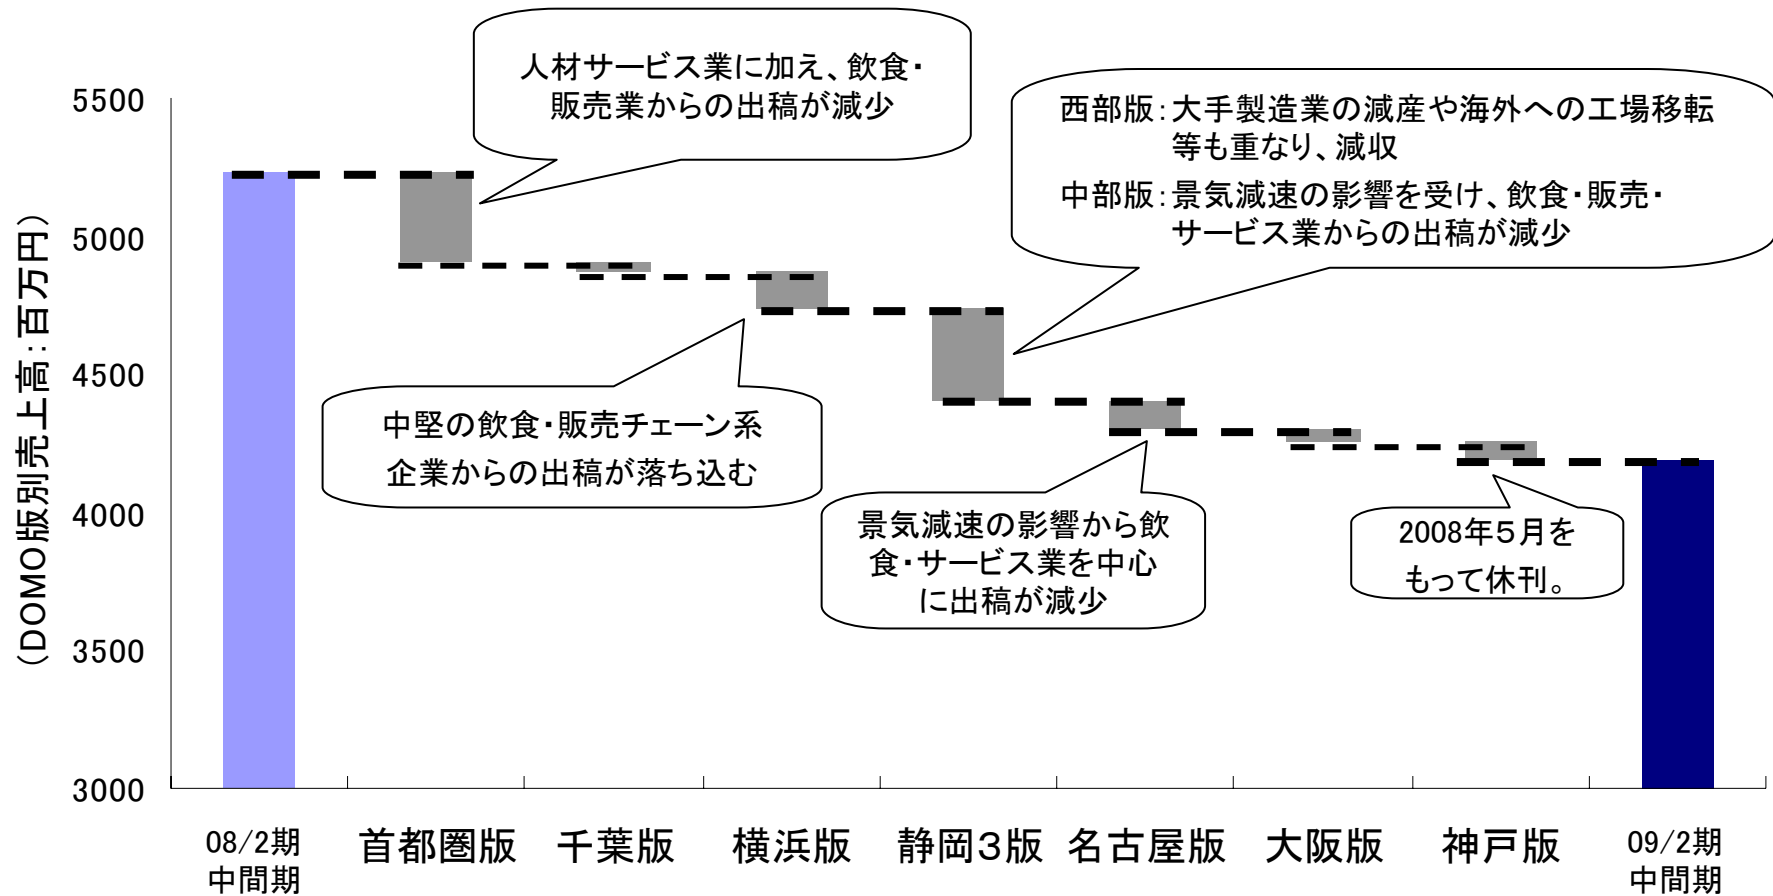 人材サービス業に加え、飲食・
販売業からの出稿が減少
西部版：大手製造業の減産や海外への工場移転
等も重なり、減収
中部版：景気減速の影響を受け、飲食・販売・
サービス業からの出稿が減少
中堅の飲食・販売チェーン系
企業からの出稿が落ち込む
景気減速の影響から飲
食・サービス業を中心
に出稿が減少
2008年５月を
もって休刊。
（DOMO版別売上高：百万円）
5500
5000
4500
4000
3500
3000
08/2期
中間期
首都圏版
千葉版
横浜版
静岡３版
名古屋版
大阪版
神戸版
09/2期
中間期